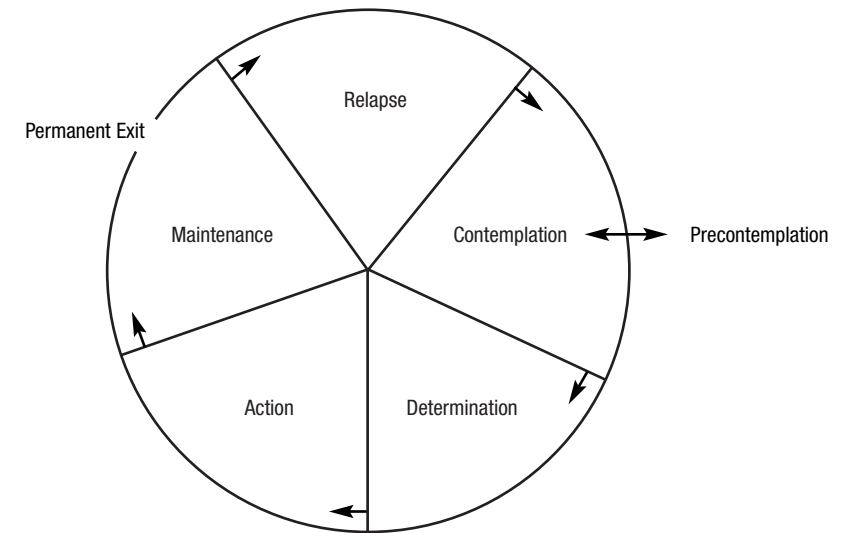 Relapse
Permanent Exit
Maintenance
Contemplation
Precontemplation
Action
Determination